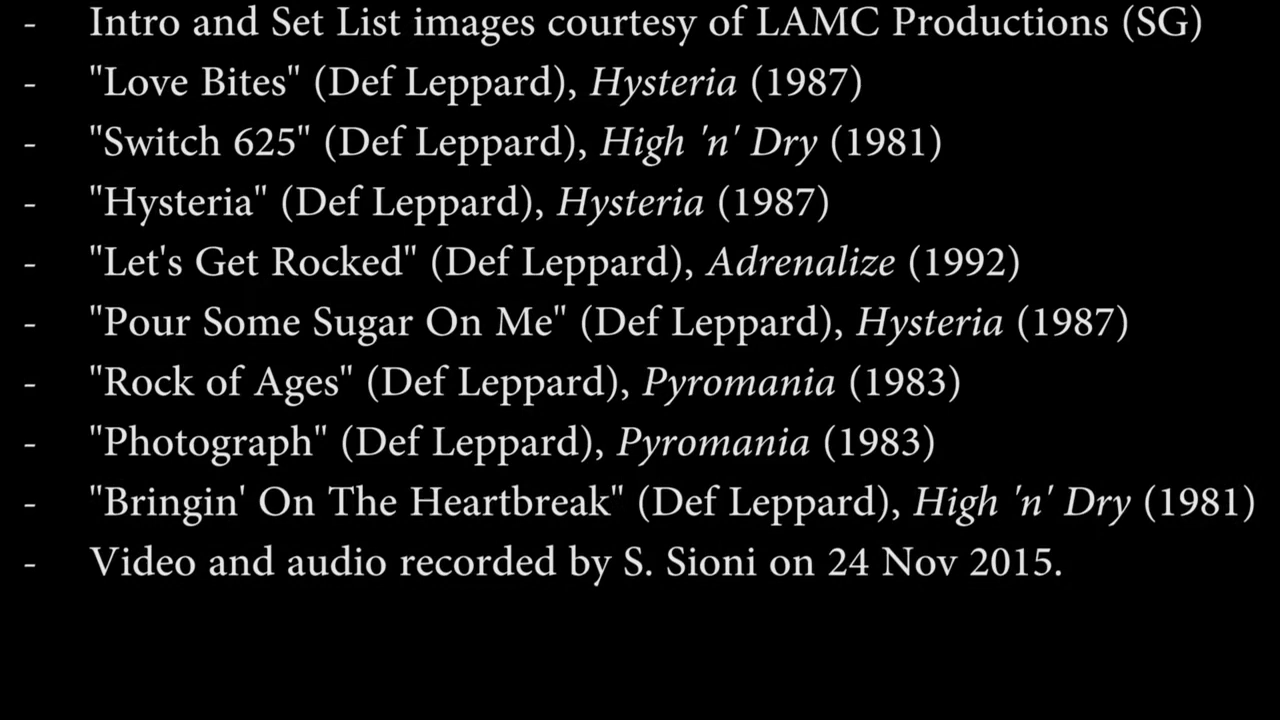 - Intro and Set List images courtesy of LAMC Productions (SG)
- "Love Bites" (Def Leppard), Hysteria (1987)
- "Switch 625" (Def Leppard), High 'n' Dry (1981)
- "Hysteria" (Def Leppard), Hysteria (1987)
- "Let's Get Rocked" (Def Leppard), Adrenalize (1992)
- "Pour Some Sugar On Me" (Def Leppard), Hysteria (1987)
- "Rock of Ages" (Def Leppard), Pyromania (1983)
- "Photograph" (Def Leppard), Pyromania (1983)
- "Bringin' On The Heartbreak" (Def Leppard), High 'n' Dry (1981)
- Video and audio recorded by S. Sioni on 24 Nov 2015.